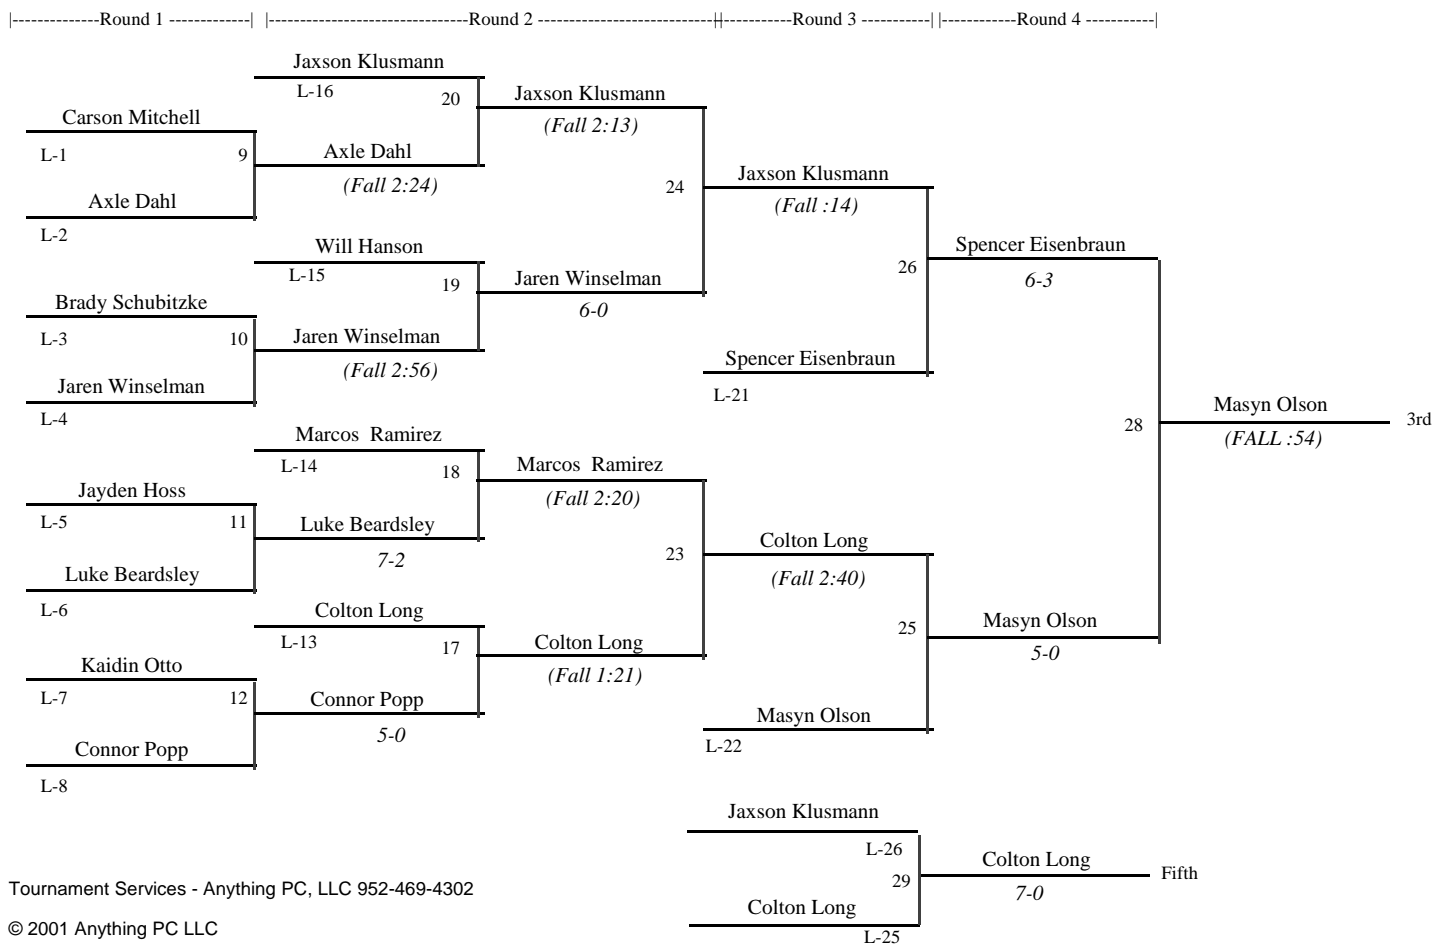 |--------------Round 1 -------------| |--------------------------------Round 2 -----------------------------||------------Round 3 -----------| |------------Round 4 -----------|
Jaxson Klusmann
L-16
20
Jaxson Klusmann
(Fall 2:13)
Carson Mitchell
L-1
9
Axle Dahl
(Fall 2:24)
Axle Dahl
L-2
24
Jaxson Klusmann
(Fall :14)
Will Hanson
L-15
19
Jaren Winselman
6-0
26
Spencer Eisenbraun
6-3
Brady Schubitzke
L-3
10
Jaren Winselman
(Fall 2:56)
Jaren Winselman
L-4
Spencer Eisenbraun
L-21
28
Masyn Olson
(FALL :54)
3rd
Marcos  Ramirez
L-14
18
Marcos  Ramirez
(Fall 2:20)
Jayden Hoss
L-5
11
Luke Beardsley
7-2
Luke Beardsley
L-6
23
Colton Long
(Fall 2:40)
Colton Long
L-13
17
Colton Long
(Fall 1:21)
25
Masyn Olson
5-0
Kaidin Otto
L-7
12
Connor Popp
5-0
Connor Popp
L-8
Masyn Olson
L-22
Jaxson Klusmann
L-26
29
Colton Long
7-0
Fifth
Colton Long
L-25
Tournament Services - Anything PC, LLC 952-469-4302
© 2001 Anything PC LLC